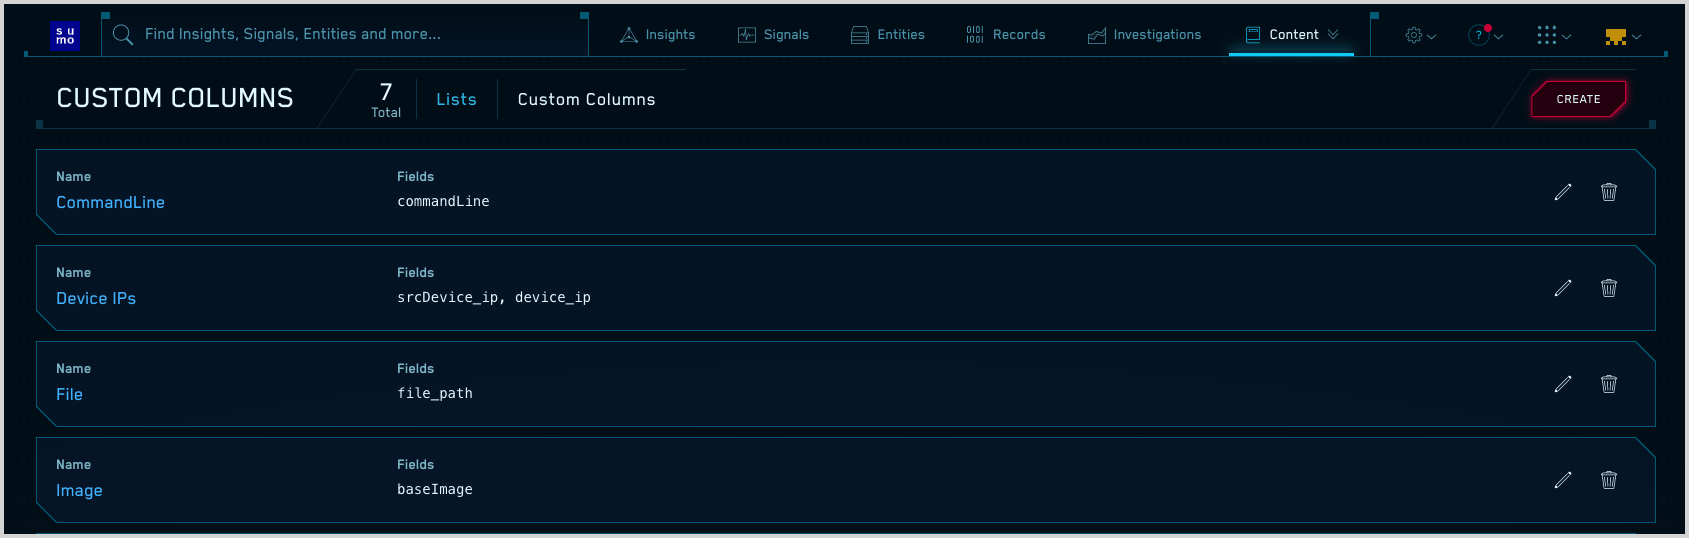 su
mo
Find Insights, Signals, Entities and more...
Insights
Signals
Entities
0101
1001
Records
Investigations
Content
?
CUSTOM COLUMNS
7
Total
Lists
Custom Columns
CREATE
Name
Fields
CommandLine
commandLine
Name
Fields
Device IPs
srcDevice_ip, device_ip
Name
Fields
File
file_path
Name
Fields
Image
baseImage